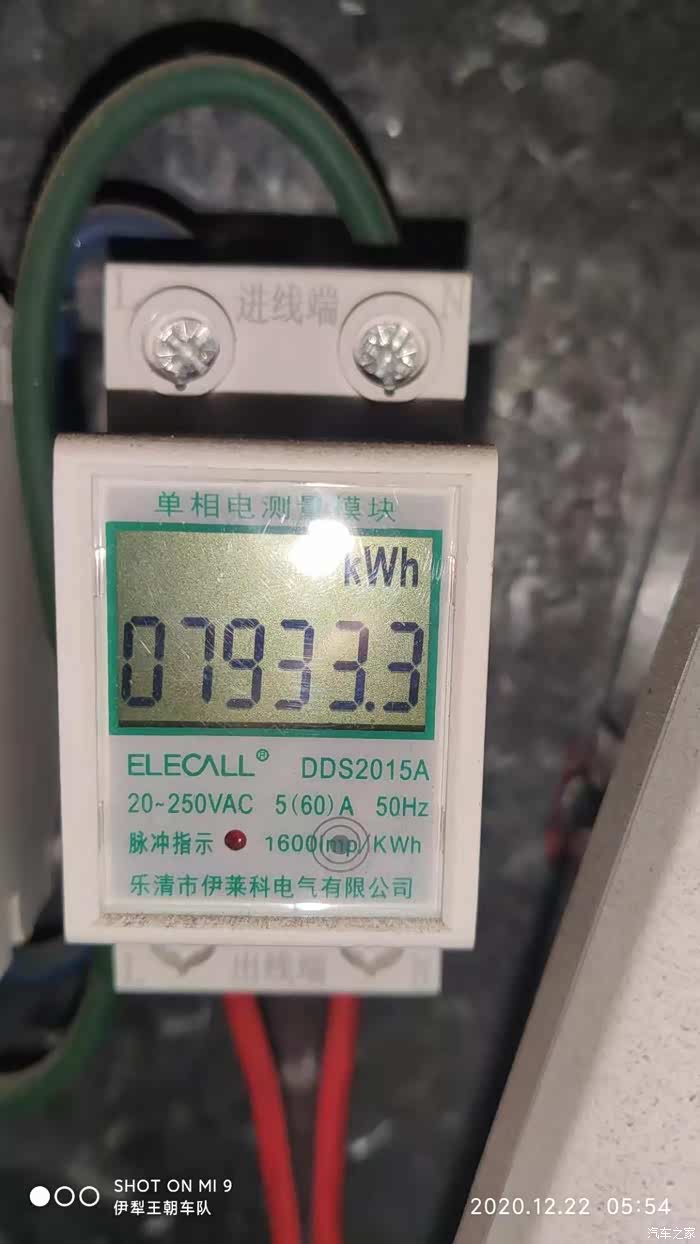 L 进线端 N
单相电测量模块
kWh
07933.3
ELECALL® DDS2015A
20~250VAC 5(60)A 50Hz
脉冲指示 1600imp/KWh
乐清市伊莱科电气有限公司
L 出线端 N
SHOT ON MI 9
伊犁王朝车队
2020.12.22 05:54
汽车之家